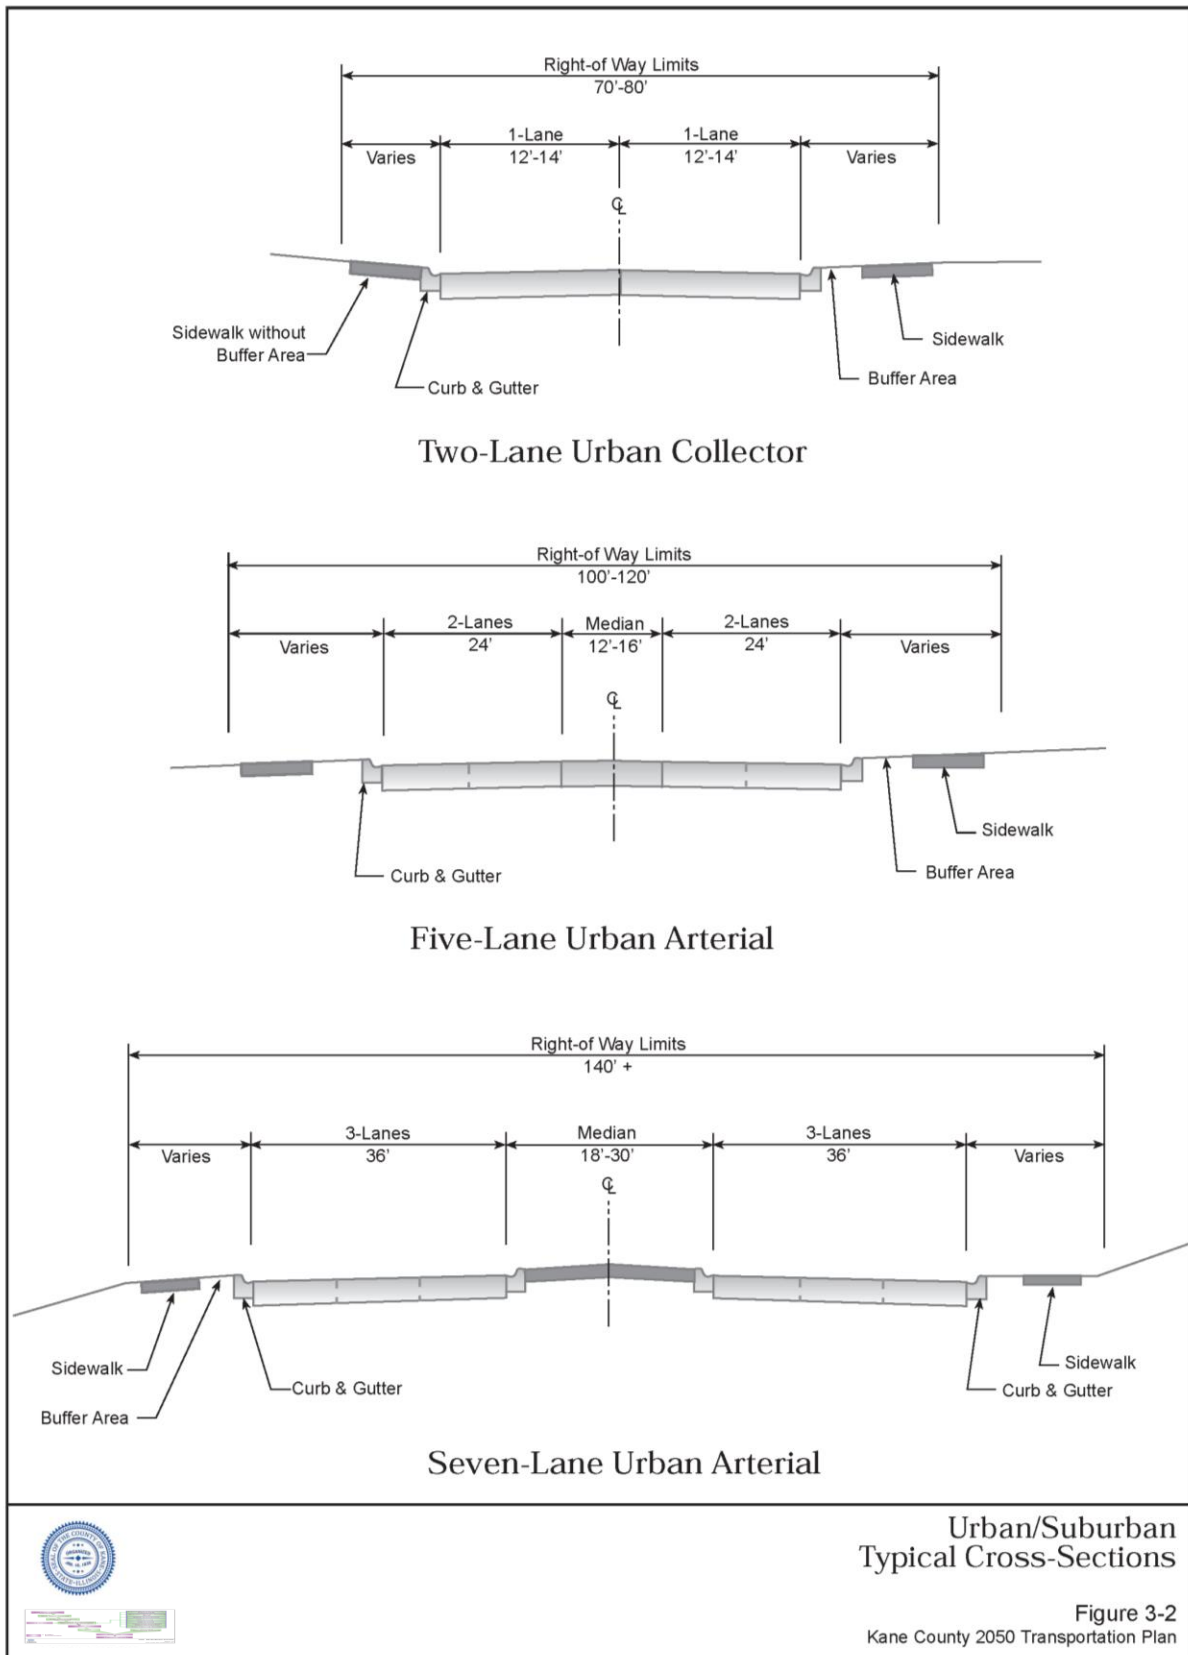 Right-of Way Limits
70'-80'
1-Lane
1-Lane
Varies
12'-14'
12'-14'
Varies
℄
Sidewalk without
Buffer Area
Sidewalk
Buffer Area
Curb & Gutter
Two-Lane Urban Collector
Right-of Way Limits
100'-120'
2-Lanes
Median
2-Lanes
Varies
24'
12'-16'
24'
Varies
℄
Sidewalk
Buffer Area
Curb & Gutter
Five-Lane Urban Arterial
Right-of Way Limits
140' +
3-Lanes
Median
3-Lanes
Varies
36'
18'-30'
36'
Varies
℄
Sidewalk
Sidewalk
Curb & Gutter
Curb & Gutter
Buffer Area
Seven-Lane Urban Arterial
Urban/Suburban
Typical Cross-Sections
Figure 3-2
Kane County 2050 Transportation Plan